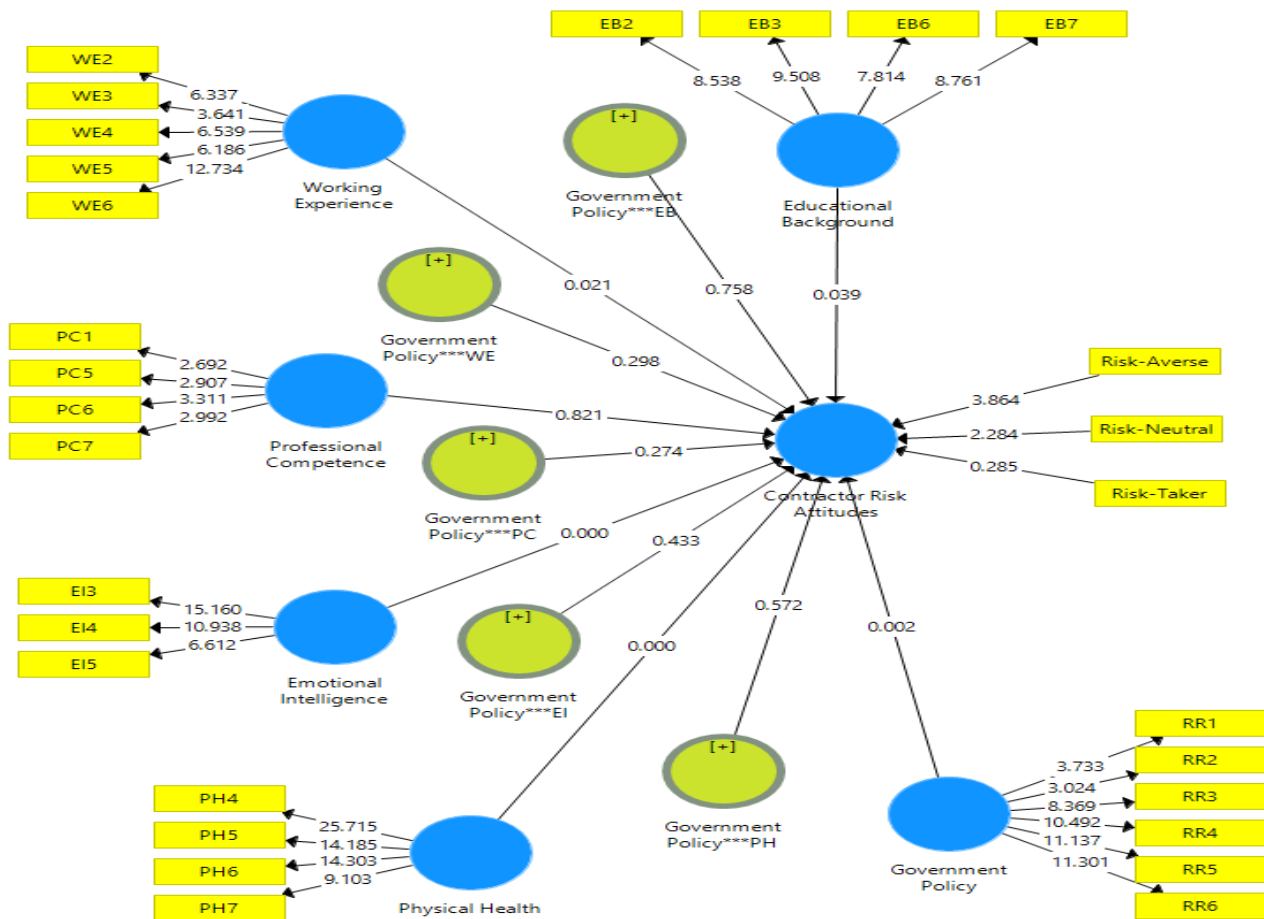 EB2
EB3
EB6
EB7
8.538
9.508
7.814
8.761
WE2
WE3
WE4
WE5
WE6
6.337
3.641
6.539
6.186
12.734
Working
Experience
[+]
Government
Policy***EB
Educational
Background
0.021
0.758
0.039
[+]
Government
Policy***WE
0.298
PC1
PC5
PC6
PC7
2.692
2.907
3.311
2.992
Professional
Competence
0.821
[+]
Government
Policy***PC
0.274
Risk-Averse
Risk-Neutral
Risk-Taker
3.864
2.284
0.285
Contractor Risk
Attitudes
0.000
0.433
EI3
EI4
EI5
15.160
10.938
6.612
Emotional
Intelligence
[+]
Government
Policy***EI
0.000
0.572
0.002
[+]
Government
Policy***PH
PH4
PH5
PH6
PH7
25.715
14.185
14.303
9.103
Physical Health
Government
Policy
3.733
3.024
8.369
10.492
11.137
11.301
RR1
RR2
RR3
RR4
RR5
RR6